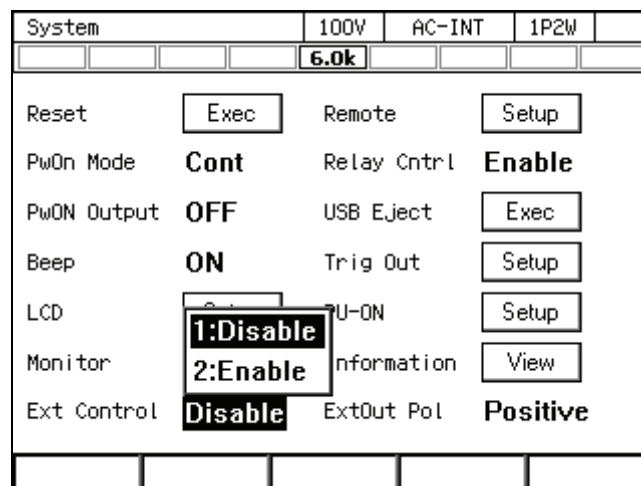 System 100V AC-INT 1P2W
6.0k
Reset Exec Remote Setup
PwOn Mode Cont Relay Cntrl Enable
PwON Output OFF USB Eject Exec
Beep ON Trig Out Setup
LCD PU-ON Setup
1:Disable
Monitor Information View
2:Enable
Ext Control Disable ExtOut Pol Positive